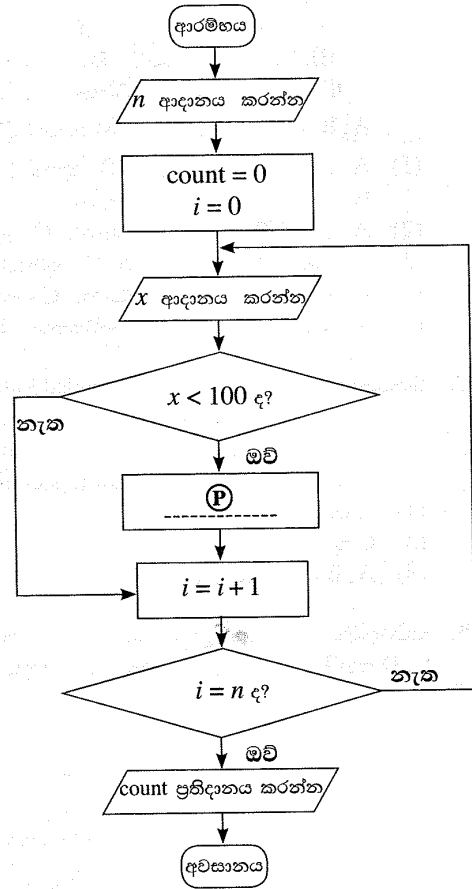 ආරම්භය
n ආදානය කරන්න
count = 0
i = 0
x ආදානය කරන්න
x < 100 ද?
නැත
ඔව්
P
i = i + 1
i = n ද?
නැත
ඔව්
count ප්‍රතිදානය කරන්න
අවසානය